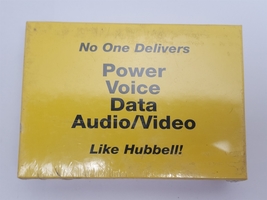 No One Delivers
Power
Voice
Data
Audio/Video
Like Hubbell!